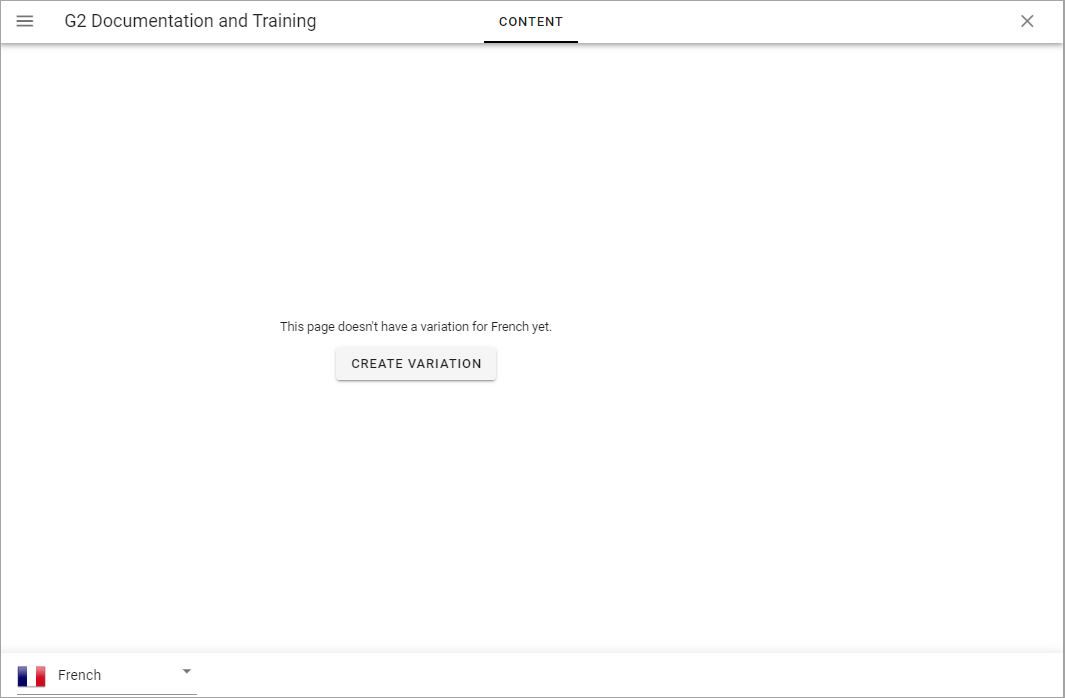 G2 Documentation and Training
CONTENT
This page doesn't have a variation for French yet.
CREATE VARIATION
French